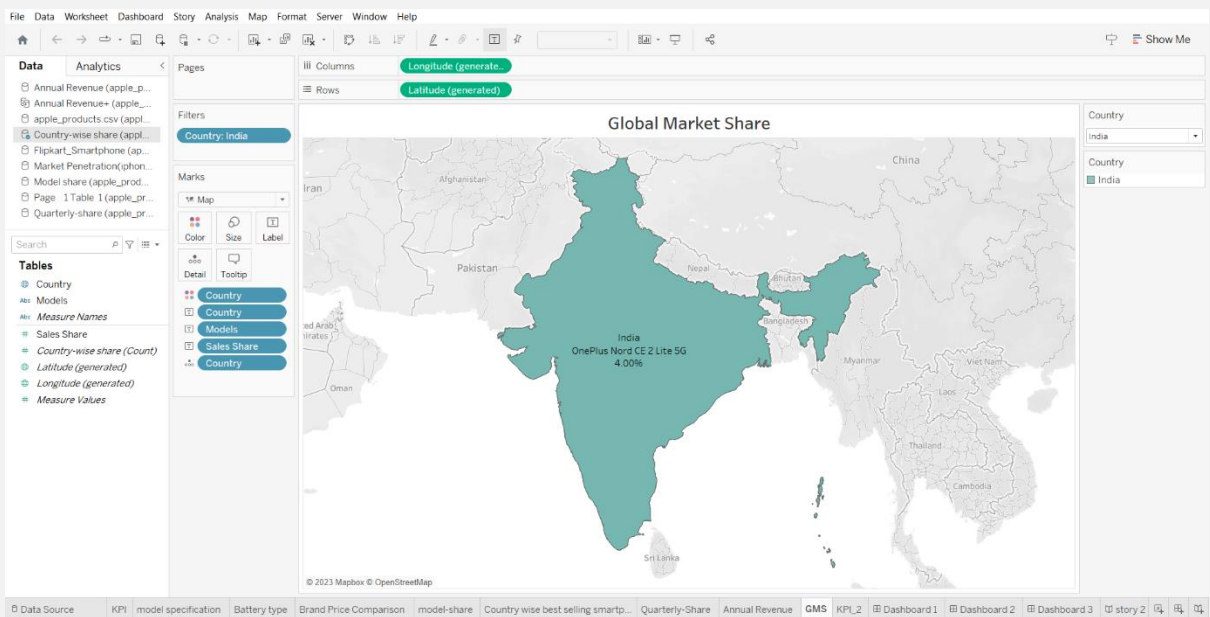 File Data Worksheet Dashboard Story Analysis Map Format Server Window Help
Show Me
Data Analytics
Annual Revenue (apple_p...
Annual Revenue+ (apple_...
apple_products.csv (appl...
Country-wise share (appl...
Flipkart_Smartphone (ap...
Market Penetration(iphon...
Model share (apple_prod...
Page 1 Table 1 (apple_pr...
Quarterly-share (apple_pr...
Search
Tables
Country
Abc Models
Abc Measure Names
Sales Share
Country-wise share (Count)
Latitude (generated)
Longitude (generated)
Measure Values
Pages
Filters
Country: India
Marks
Map
Color Size Label
Detail Tooltip
Country
Country
Models
Sales Share
Country
Columns Longitude (generate..
Rows Latitude (generated)
Global Market Share
China
Iran
Afghanistan
Pakistan
Nepal
Bhutan
Bangladesh
ed Arab
irates
India
OnePlus Nord CE 2 Lite 5G
4.00%
Oman
Myanmar
Viet Nam
Laos
Thailand
Cambodia
Sri Lanka
© 2023 Mapbox © OpenStreetMap
Country
India
Country
India
Data Source KPI model specification Battery type Brand Price Comparison model-share Country wise best selling smartp... Quarterly-Share Annual Revenue GMS KPI_2 Dashboard 1 Dashboard 2 Dashboard 3 story 2